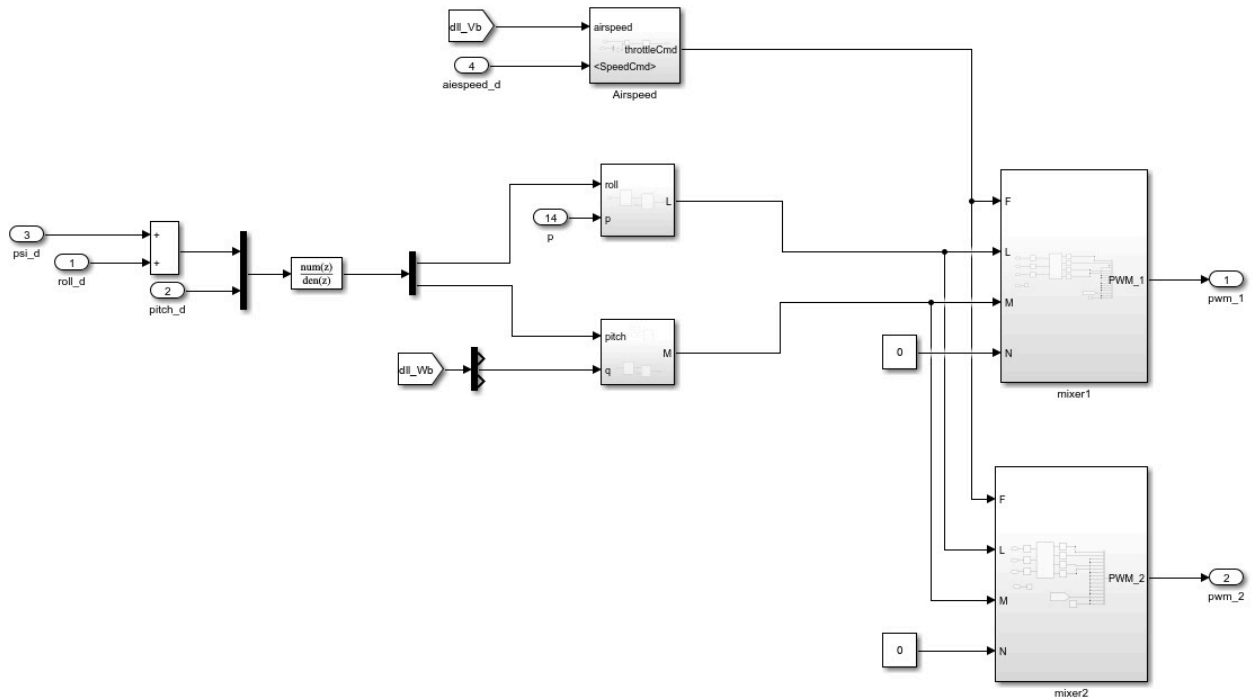 dll_Vb
airspeed
throttleCmd
4
<SpeedCmd>
aiespeed_d
Airspeed
roll
L
14
p
p
F
3
psi_d
+
+
1
roll_d
num(z)
den(z)
2
pitch_d
L
PWM_1
1
pwm_1
M
pitch
M
dll_Wb
q
0
N
mixer1
F
L
PWM_2
2
pwm_2
M
0
N
mixer2